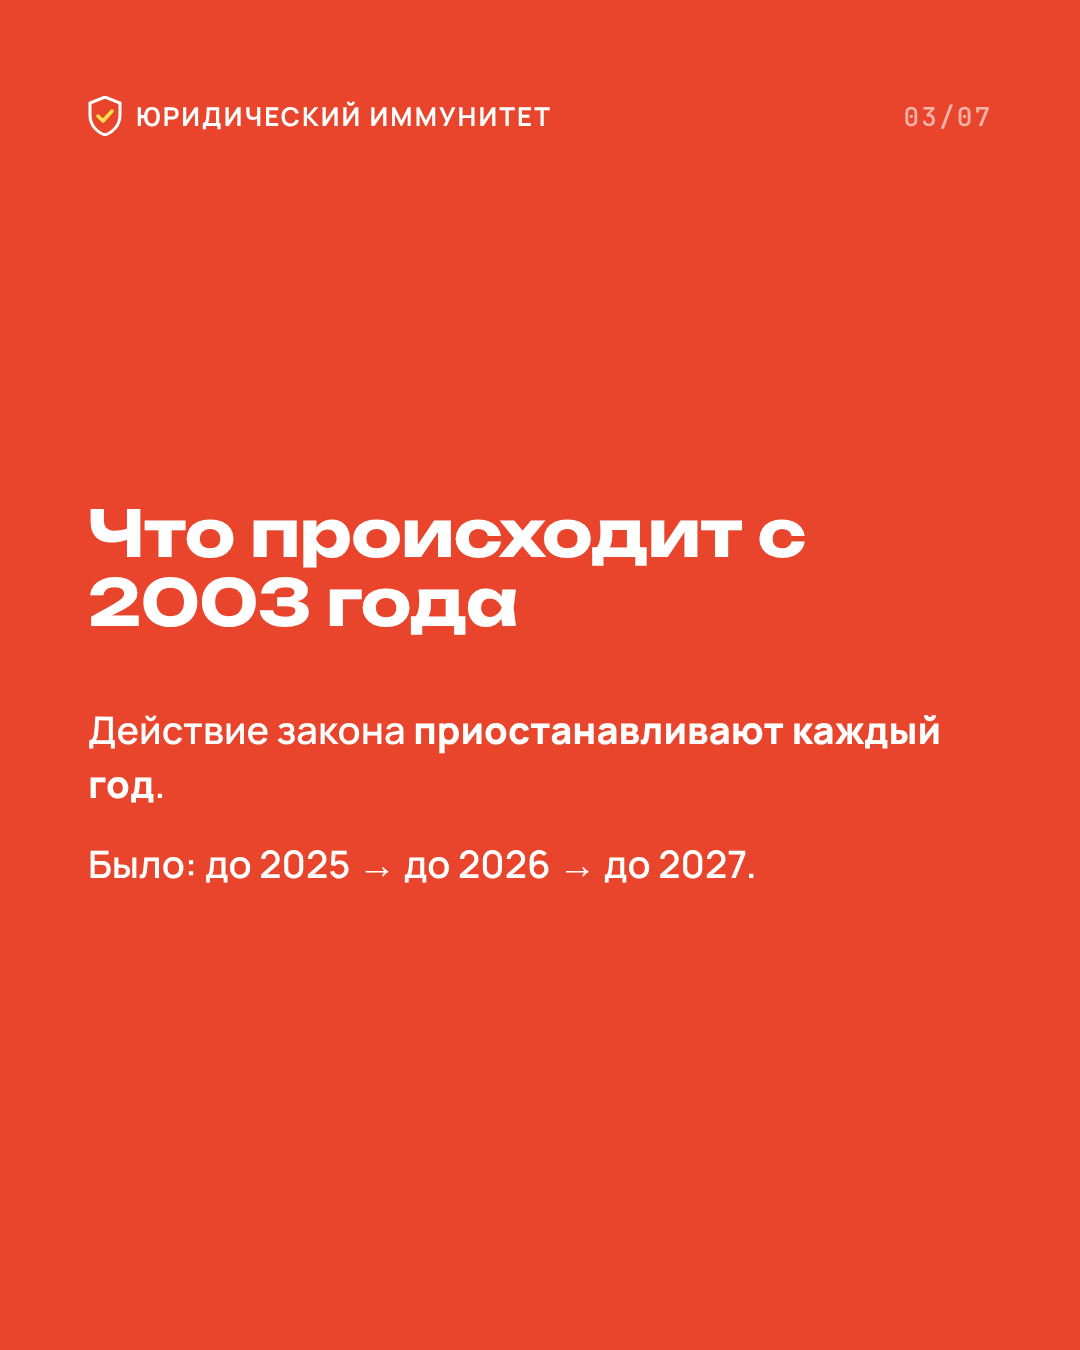 ЮРИДИЧЕСКИЙ ИММУНИТЕТ
03/07
Что происходит с
2003 года
Действие закона приостанавливают каждый
год.
Было: до 2025 → до 2026 → до 2027.